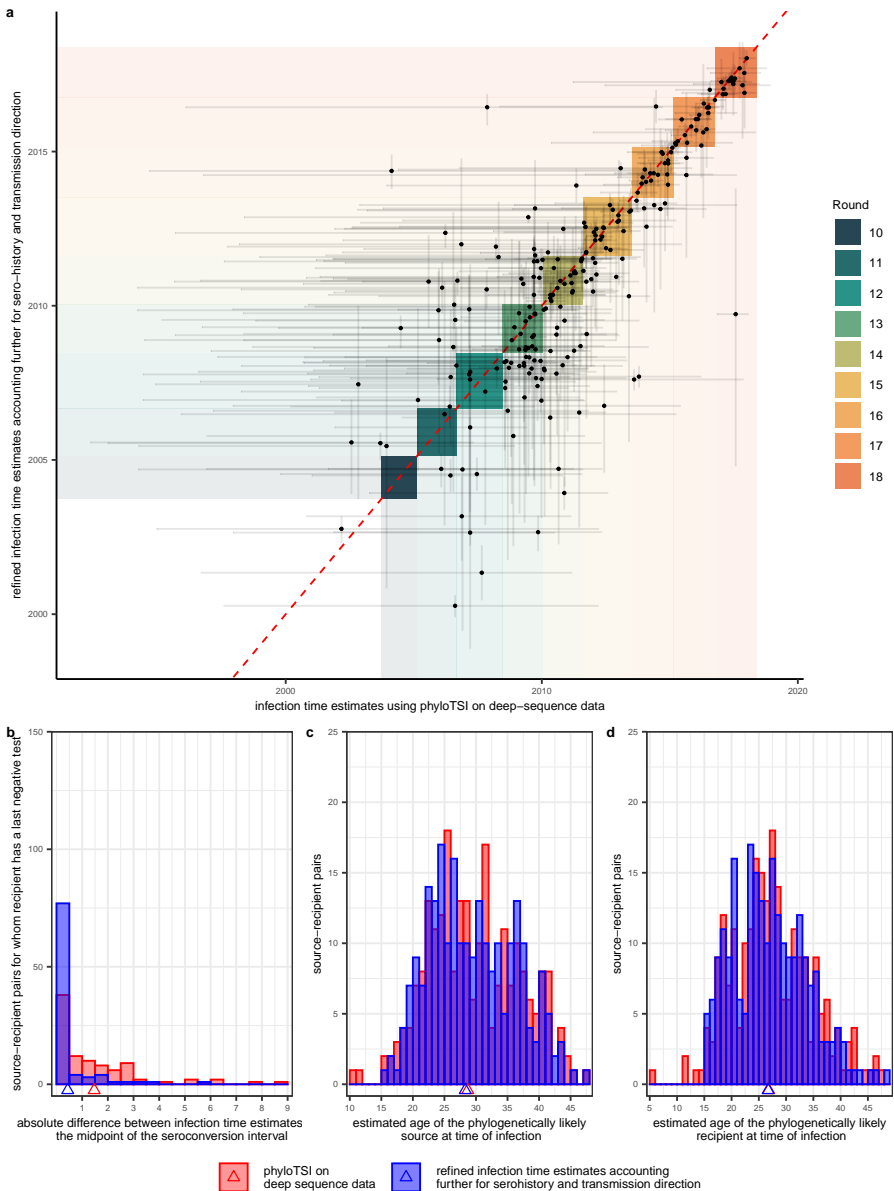 a
refined infection time estimates accounting further for sero-history and transmission direction
2015
2010
2005
2000
2000
2010
2020
infection time estimates using phyloTSI on deep-sequence data
Round
10
11
12
13
14
15
16
17
18
b
source-recipient pairs for whom recipient has a last negative test
150
100
50
0
1 2 3 4 5 6 7 8 9
absolute difference between infection time estimates
the midpoint of the seroconversion interval
c
source-recipient pairs
25
20
15
10
5
0
10 15 20 25 30 35 40 45
estimated age of the phylogenetically likely
source at time of infection
d
source-recipient pairs
25
20
15
10
5
0
5 10 15 20 25 30 35 40 45
estimated age of the phylogenetically likely
recipient at time of infection
phyloTSI on
deep sequence data
refined infection time estimates accounting
further for serohistory and transmission direction